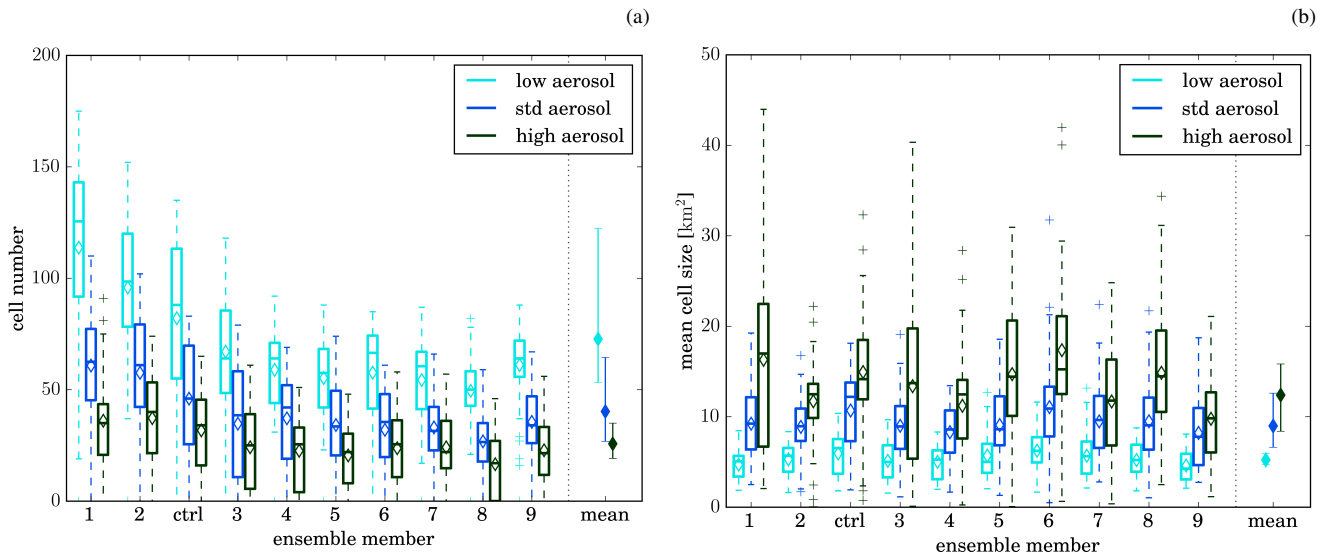 (a)
200
150
100
50
0
cell number
low aerosol
std aerosol
high aerosol
1 2 ctrl 3 4 5 6 7 8 9 mean
ensemble member
(b)
50
40
30
20
10
0
mean cell size [km²]
low aerosol
std aerosol
high aerosol
1 2 ctrl 3 4 5 6 7 8 9 mean
ensemble member